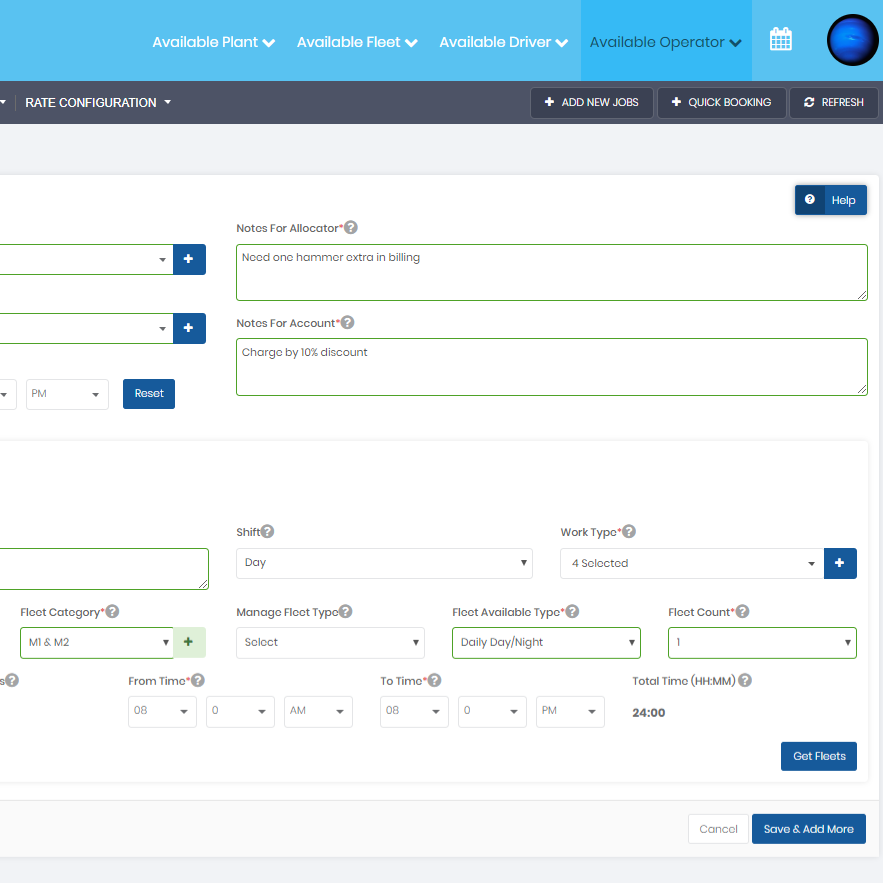 Available Plant Available Fleet Available Driver Available Operator
RATE CONFIGURATION ADD NEW JOBS QUICK BOOKING REFRESH
Help
Notes For Allocator*
Need one hammer extra in billing
Notes For Account*
Charge by 10% discount
PM Reset
Shift Work Type*
Day 4 Selected
Fleet Category* Manage Fleet Type Fleet Available Type* Fleet Count*
M1 & M2 Select Daily Day/Night 1
s From Time* To Time* Total Time (HH:MM)
08 0 AM 08 0 PM 24:00
Get Fleets
Cancel Save & Add More